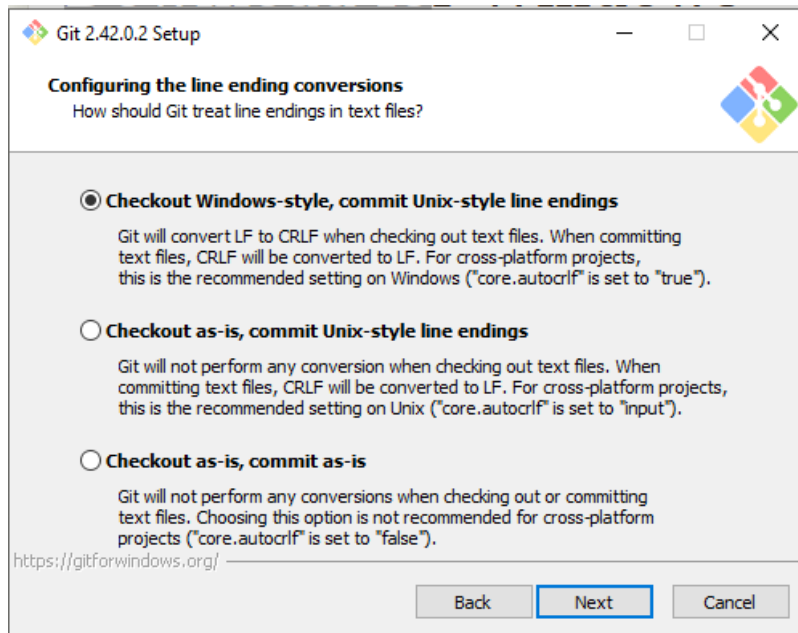 Git 2.42.0.2 Setup
Configuring the line ending conversions
How should Git treat line endings in text files?
Checkout Windows-style, commit Unix-style line endings
Git will convert LF to CRLF when checking out text files. When committing
text files, CRLF will be converted to LF. For cross-platform projects,
this is the recommended setting on Windows ("core.autocrlf" is set to "true").
Checkout as-is, commit Unix-style line endings
Git will not perform any conversion when checking out text files. When
committing text files, CRLF will be converted to LF. For cross-platform projects,
this is the recommended setting on Unix ("core.autocrlf" is set to "input").
Checkout as-is, commit as-is
Git will not perform any conversions when checking out or committing
text files. Choosing this option is not recommended for cross-platform
projects ("core.autocrlf" is set to "false").
https://gitforwindows.org/
Back
Next
Cancel